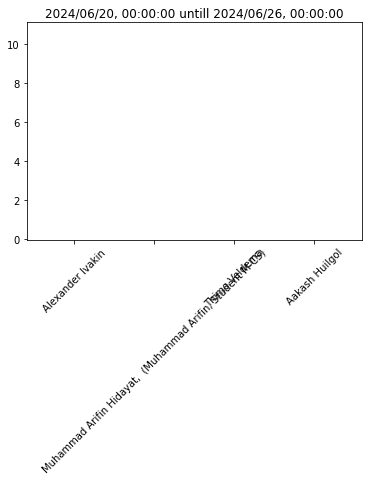 2024/06/20, 00:00:00 untill 2024/06/26, 00:00:00
10
8
6
4
2
0
Alexander Ivakin
Muhammad Arifin Hidayat, (Muhammad Arifin/ Student M-CS)
Aakash Huilgol